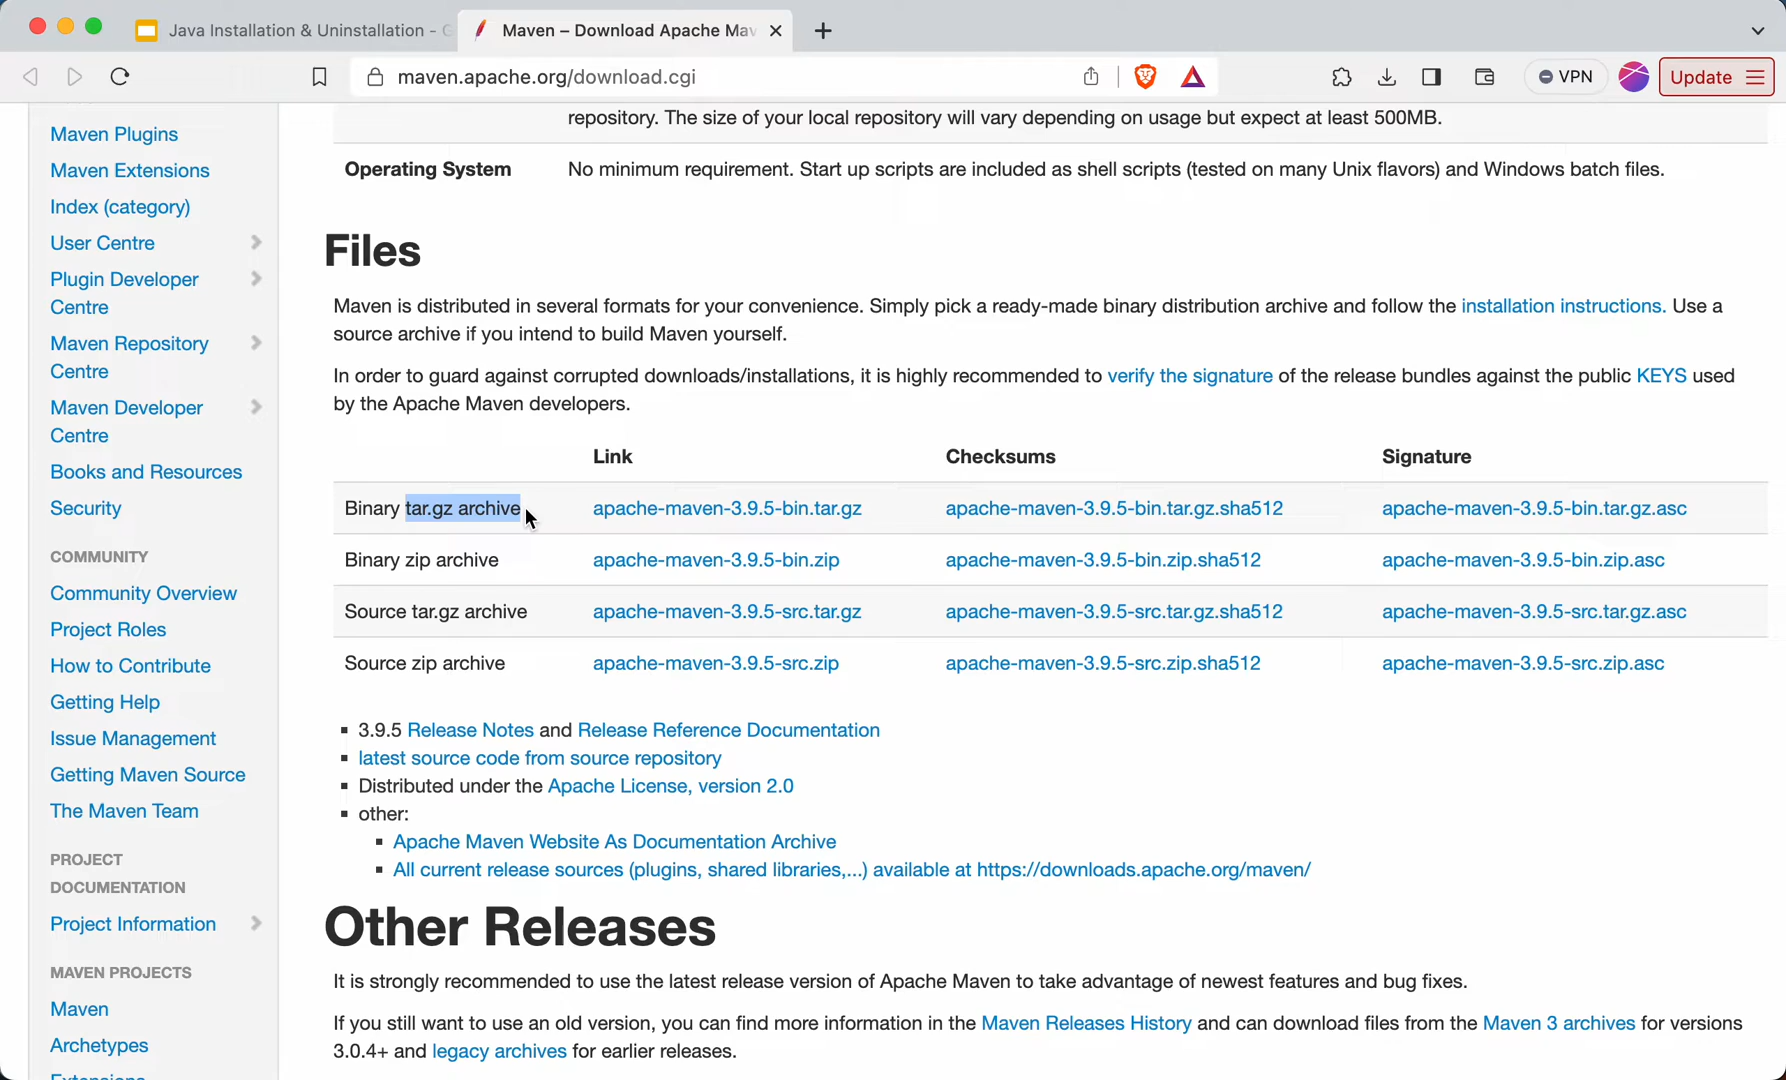 Java Installation & Uninstallation - G
Maven – Download Apache Mav
maven.apache.org/download.cgi
VPN
Update
Maven Plugins
Maven Extensions
Index (category)
User Centre
Plugin Developer
Centre
Maven Repository
Centre
Maven Developer
Centre
Books and Resources
Security
COMMUNITY
Community Overview
Project Roles
How to Contribute
Getting Help
Issue Management
Getting Maven Source
The Maven Team
PROJECT
DOCUMENTATION
Project Information
MAVEN PROJECTS
Maven
Archetypes
Extensions
repository. The size of your local repository will vary depending on usage but expect at least 500MB.
Operating System No minimum requirement. Start up scripts are included as shell scripts (tested on many Unix flavors) and Windows batch files.
Files
Maven is distributed in several formats for your convenience. Simply pick a ready-made binary distribution archive and follow the installation instructions. Use a
source archive if you intend to build Maven yourself.
In order to guard against corrupted downloads/installations, it is highly recommended to verify the signature of the release bundles against the public KEYS used
by the Apache Maven developers.
Link Checksums Signature
Binary tar.gz archive apache-maven-3.9.5-bin.tar.gz apache-maven-3.9.5-bin.tar.gz.sha512 apache-maven-3.9.5-bin.tar.gz.asc
Binary zip archive apache-maven-3.9.5-bin.zip apache-maven-3.9.5-bin.zip.sha512 apache-maven-3.9.5-bin.zip.asc
Source tar.gz archive apache-maven-3.9.5-src.tar.gz apache-maven-3.9.5-src.tar.gz.sha512 apache-maven-3.9.5-src.tar.gz.asc
Source zip archive apache-maven-3.9.5-src.zip apache-maven-3.9.5-src.zip.sha512 apache-maven-3.9.5-src.zip.asc
▪ 3.9.5 Release Notes and Release Reference Documentation
▪ latest source code from source repository
▪ Distributed under the Apache License, version 2.0
▪ other:
▪ Apache Maven Website As Documentation Archive
▪ All current release sources (plugins, shared libraries,...) available at https://downloads.apache.org/maven/
Other Releases
It is strongly recommended to use the latest release version of Apache Maven to take advantage of newest features and bug fixes.
If you still want to use an old version, you can find more information in the Maven Releases History and can download files from the Maven 3 archives for versions
3.0.4+ and legacy archives for earlier releases.